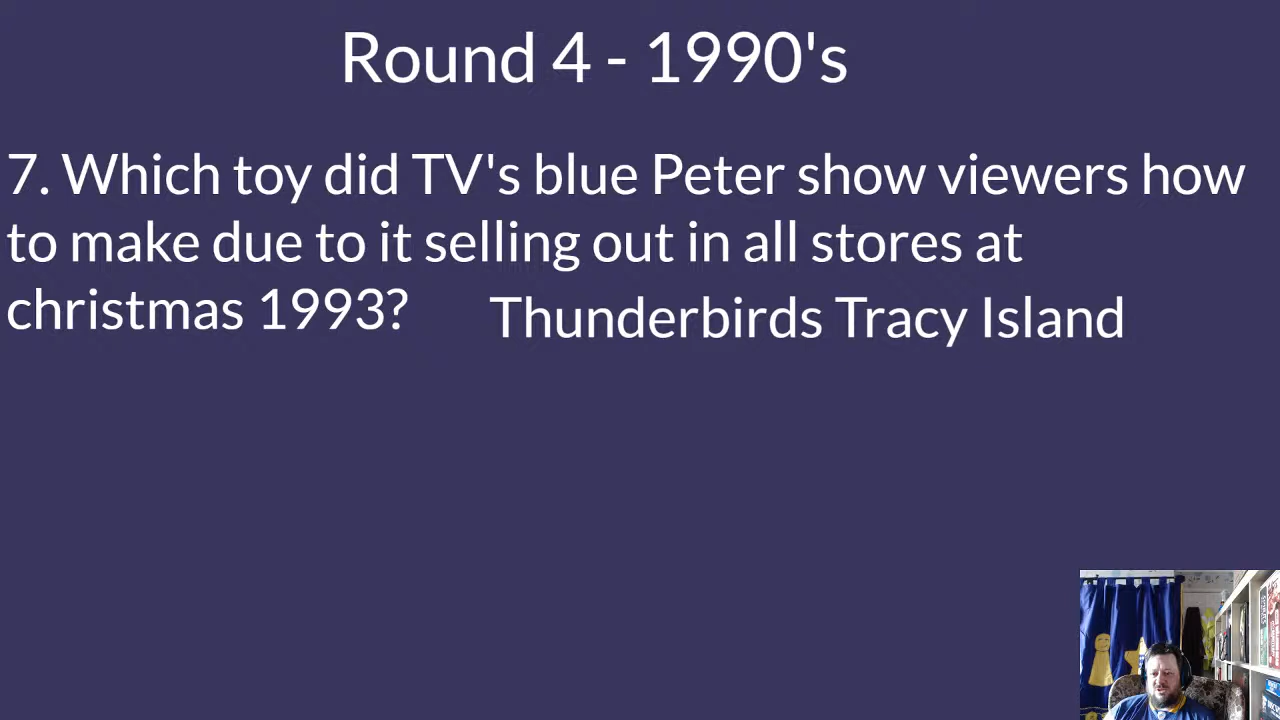 Round 4 - 1990's
7. Which toy did TV's blue Peter show viewers how
to make due to it selling out in all stores at
christmas 1993?
Thunderbirds Tracy Island